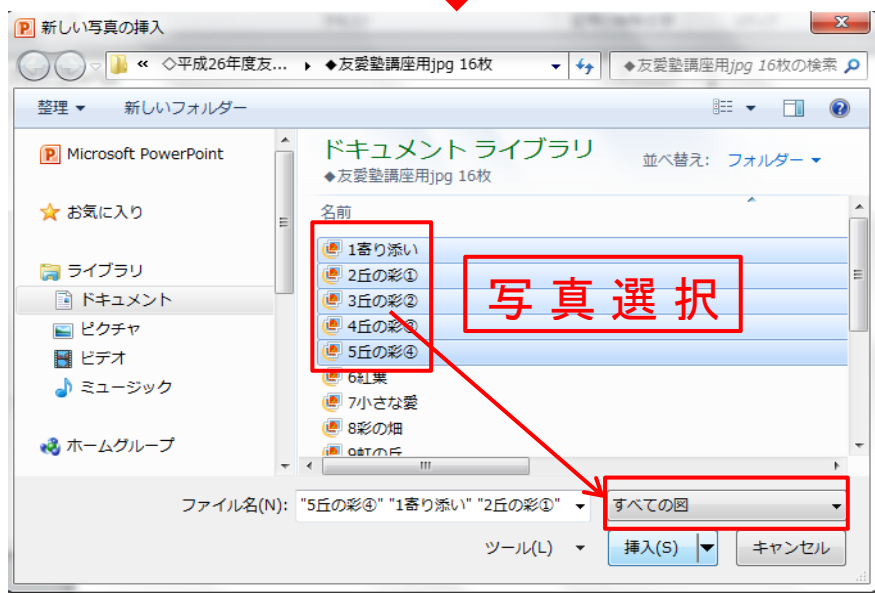 新しい写真の挿入
« ◇平成26年度友... ▸ ◆友愛塾講座用jpg 16枚
◆友愛塾講座用jpg 16枚の検索
整理 ▼ 新しいフォルダー
Microsoft PowerPoint
お気に入り
ライブラリ
ドキュメント
ピクチャ
ビデオ
ミュージック
ホームグループ
ドキュメント ライブラリ
◆友愛塾講座用jpg 16枚
並べ替え: フォルダー ▼
名前
1寄り添い
2丘の彩①
3丘の彩②
4丘の彩③
5丘の彩④
6紅葉
7小さな愛
8彩の畑
9虹の丘
写真選択
ファイル名(N): "5丘の彩④" "1寄り添い" "2丘の彩①"
すべての図
ツール(L) ▼ 挿入(S) ▼ キャンセル